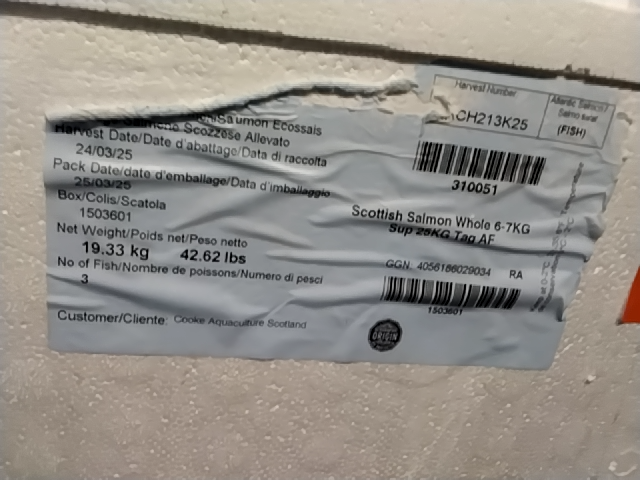 Saumon Ecossais
Salmone Scozzese Allevato
Harvest Date/Date d'abattage/Data di raccolta
24/03/25
Pack Date/date d'emballage/Data d'imballaggio
25/03/25
Box/Colis/Scatola
1503601
Net Weight/Poids net/Peso netto
19.33 kg 42.62 lbs
No of Fish/Nombre de poissons/Numero di pesci
3
Customer/Cliente: Cooke Aquaculture Scotland
Harvest Number
CH213K25
Atlantic Salmon/
Salmo salar
(FISH)
310051
Scottish Salmon Whole 6-7KG
Sup 25KG Tag AF
GGN: 4056186029034 RA
1503601
ORIGIN